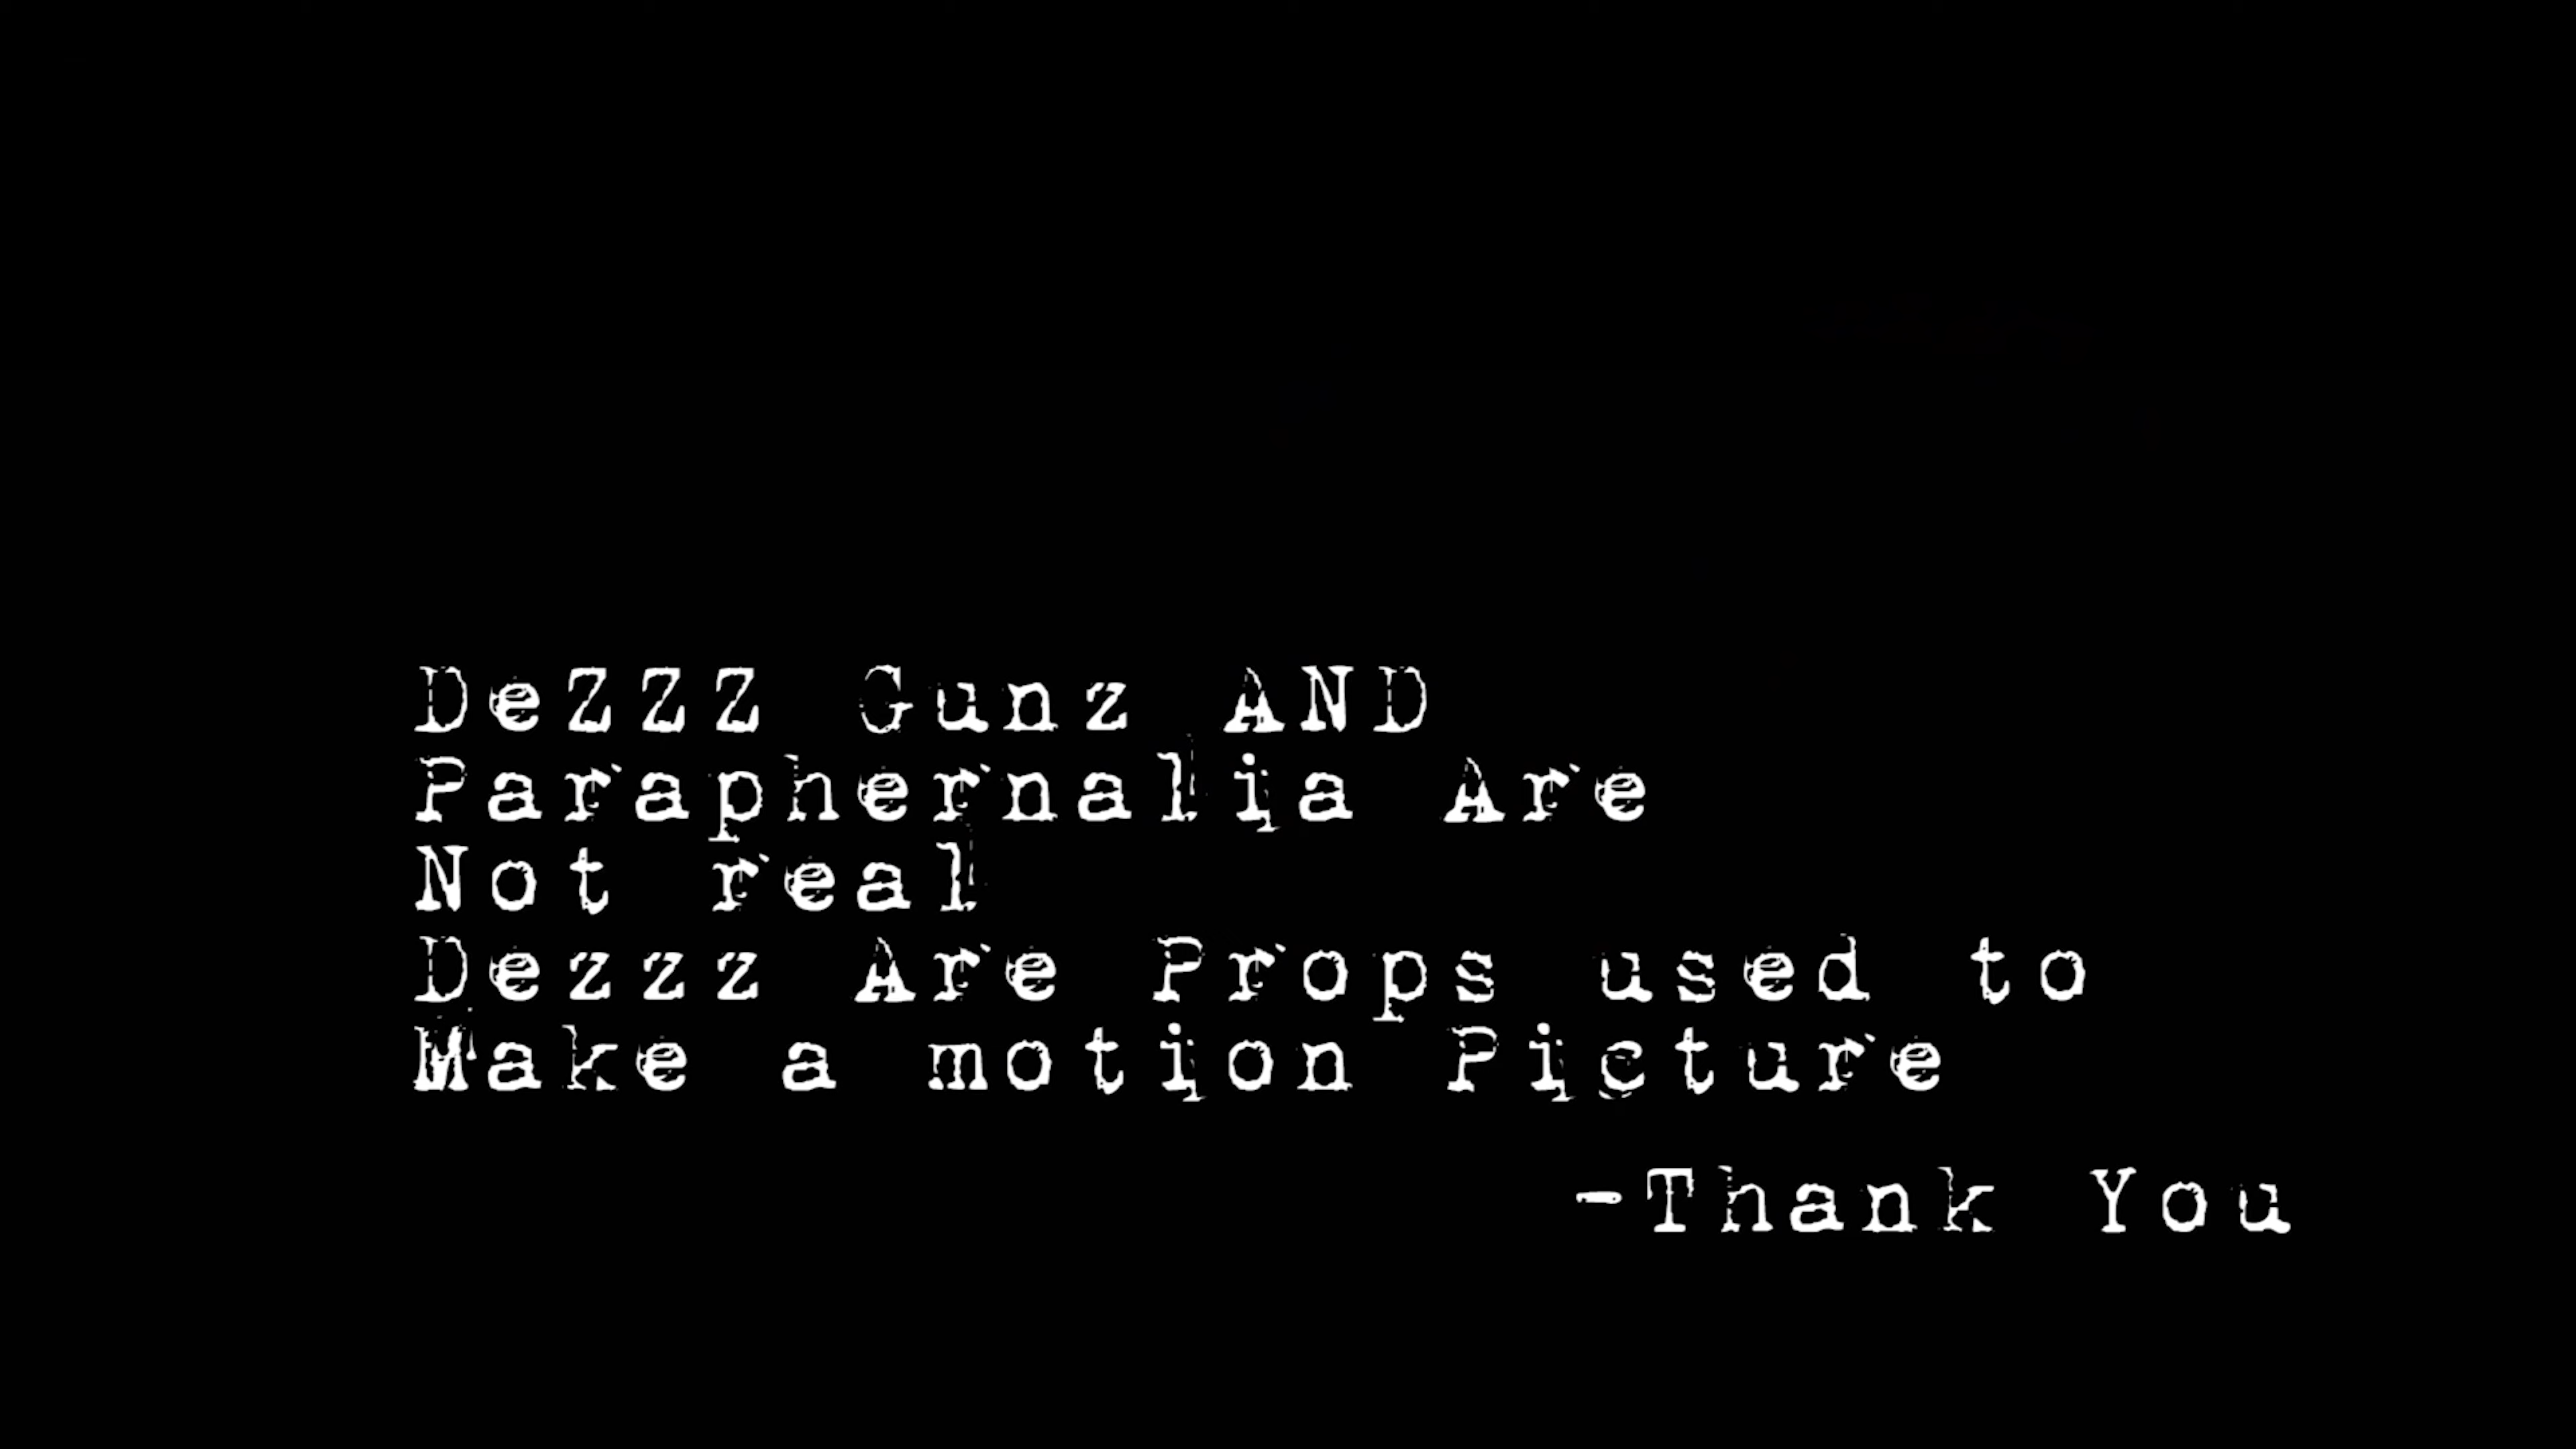 DeZZZ Gunz AND
Paraphernalia Are
Not real
Dezzz Are Props used to
Make a motion Picture
-Thank You